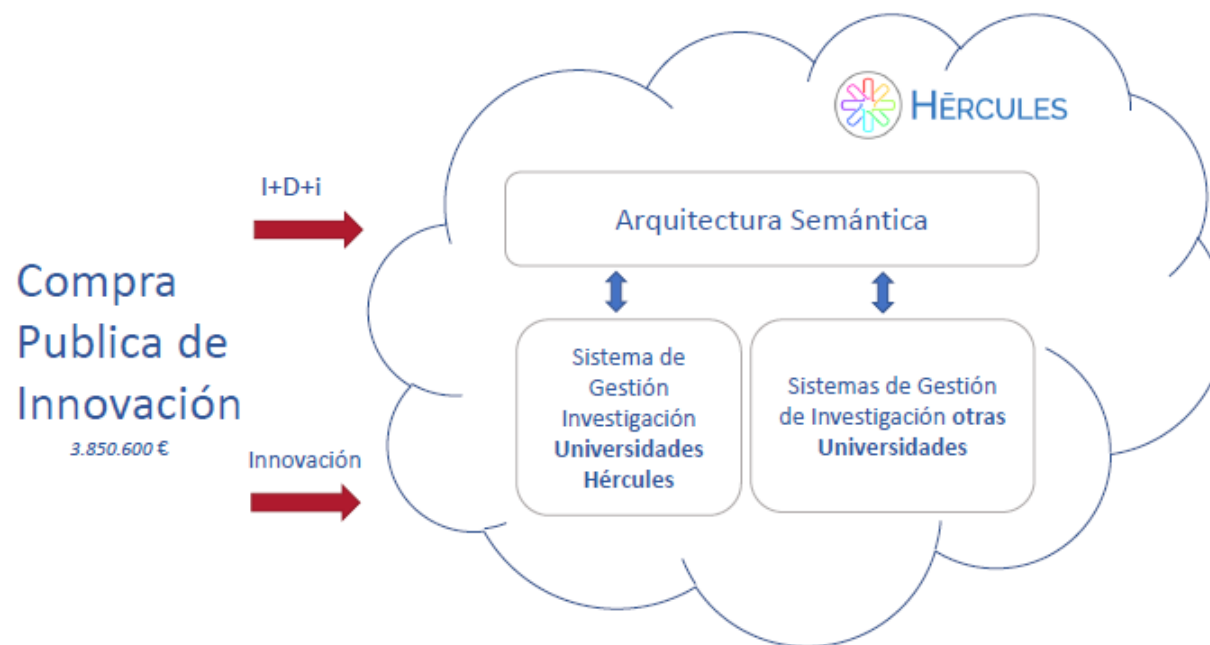 HĒRCULES
I+D+i
Arquitectura Semántica
Compra
Publica de
Innovación
3.850.600 €
Sistema de
Gestión
Investigación
Universidades
Hércules
Sistemas de Gestión
de Investigación otras
Universidades
Innovación